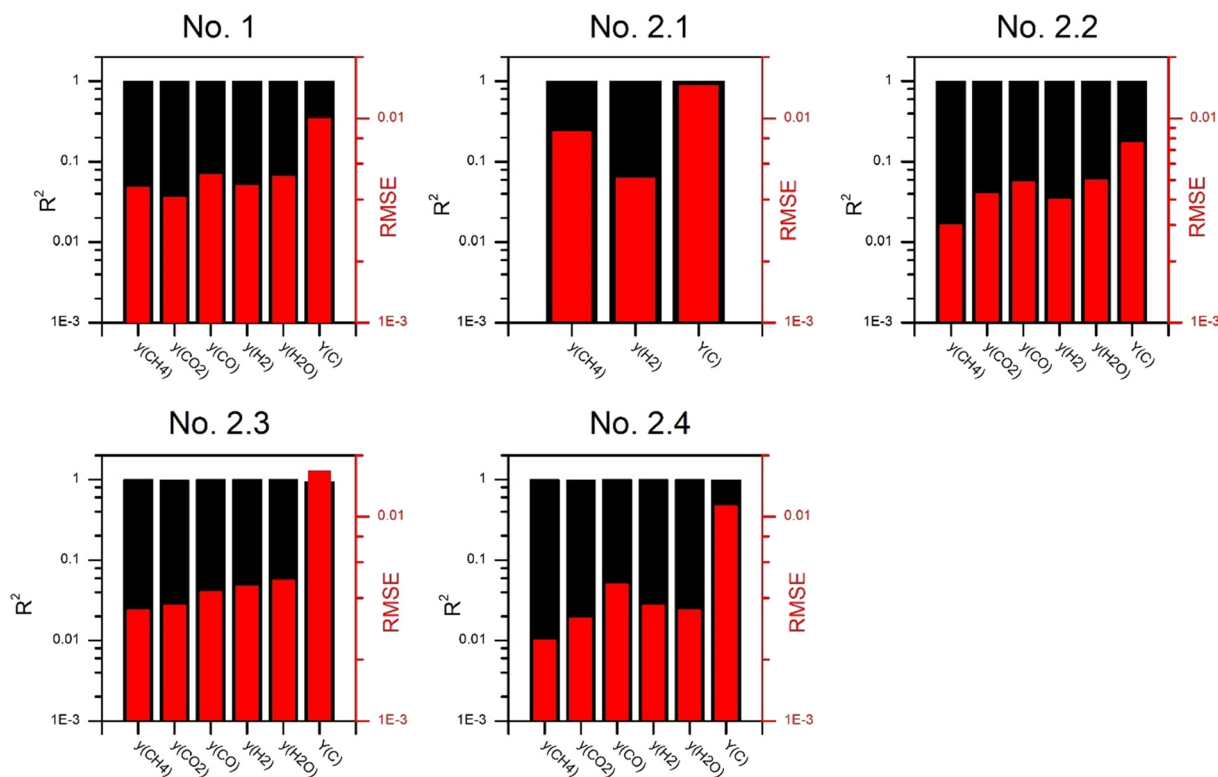 No. 1
No. 2.1
No. 2.2
1
0.1
0.01
1E-3
R²
0.01
1E-3
RMSE
y(CH4)
y(CO2)
y(CO)
y(H2)
y(H2O)
Y(C)
1
0.1
0.01
1E-3
R²
0.01
1E-3
RMSE
y(CH4)
y(H2)
Y(C)
1
0.1
0.01
1E-3
R²
0.01
1E-3
RMSE
y(CH4)
y(CO2)
y(CO)
y(H2)
y(H2O)
Y(C)
No. 2.3
No. 2.4
1
0.1
0.01
1E-3
R²
0.01
1E-3
RMSE
y(CH4)
y(CO2)
y(CO)
y(H2)
y(H2O)
Y(C)
1
0.1
0.01
1E-3
R²
0.01
1E-3
RMSE
y(CH4)
y(CO2)
y(CO)
y(H2)
y(H2O)
Y(C)